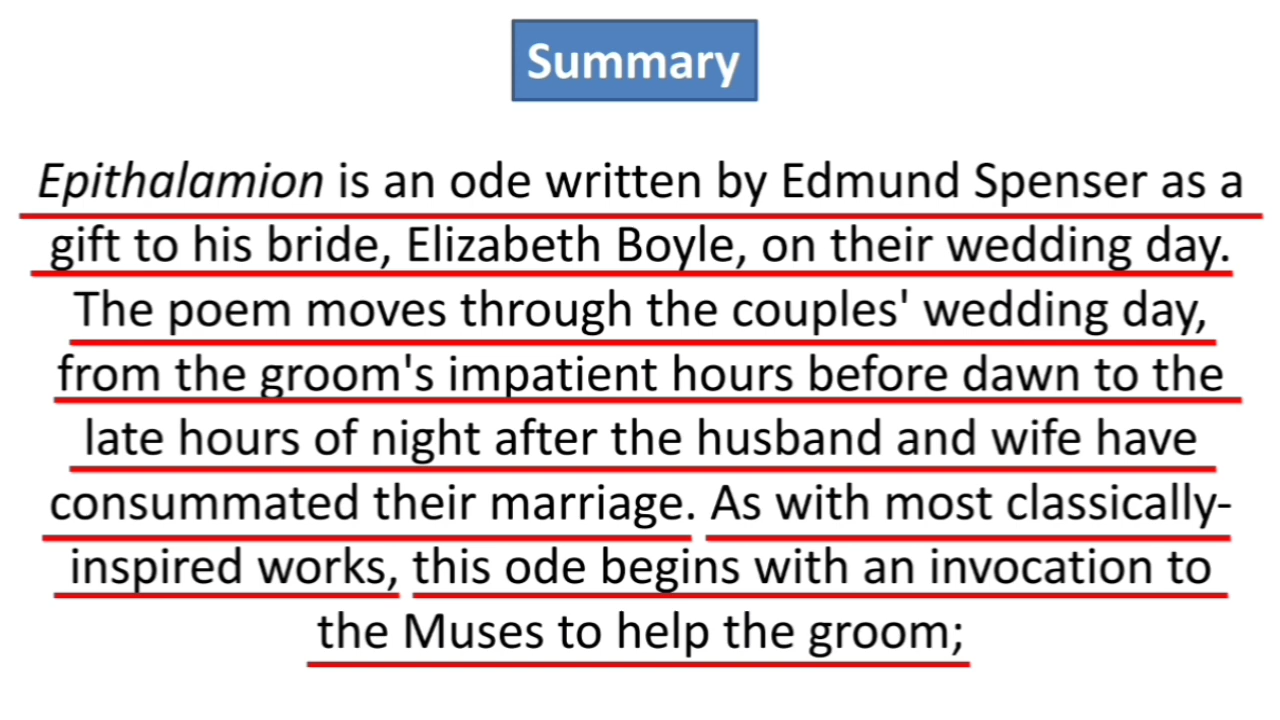 Summary
Epithalamion is an ode written by Edmund Spenser as a
gift to his bride, Elizabeth Boyle, on their wedding day.
The poem moves through the couples' wedding day,
from the groom's impatient hours before dawn to the
late hours of night after the husband and wife have
consummated their marriage. As with most classically-
inspired works, this ode begins with an invocation to
the Muses to help the groom;